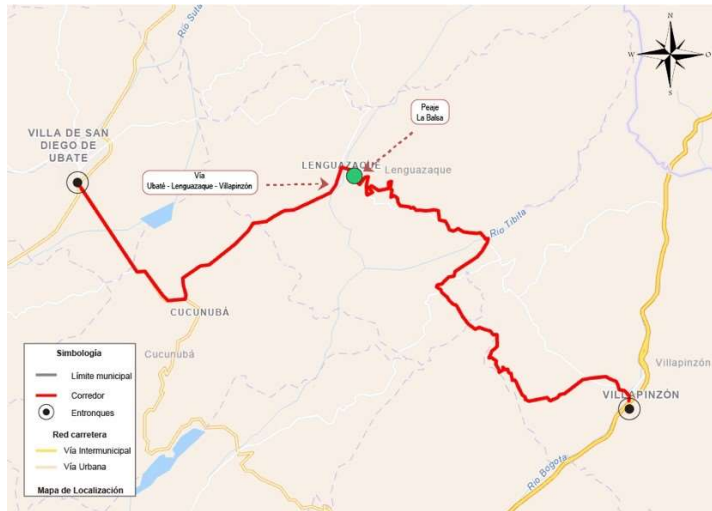 N
W
O
S
Río Suta
Peaje
La Balsa
VILLA DE SAN
DIEGO DE
UBATE
LENGUAZAQUE
Lenguazaque
Vía
Ubaté - Lenguazaque - Villapinzón
Río Tibita
CUCUNUBÁ
Cucunubá
Villapinzón
VILLAPINZÓN
Río Bogota
Simbología
Límite municipal
Corredor
Entronques
Red carretera
Vía Intermunicipal
Vía Urbana
Mapa de Localización